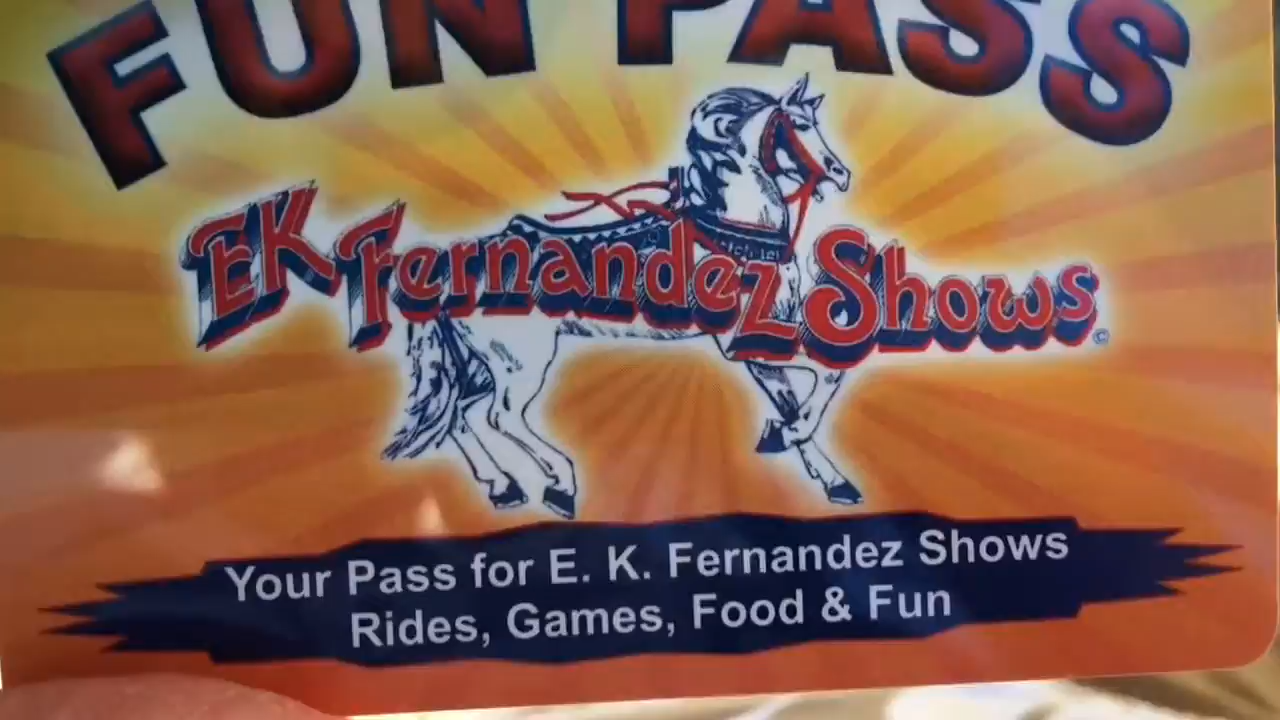 FUN PASS
EK Fernandez Shows ©
Your Pass for E. K. Fernandez Shows
Rides, Games, Food & Fun